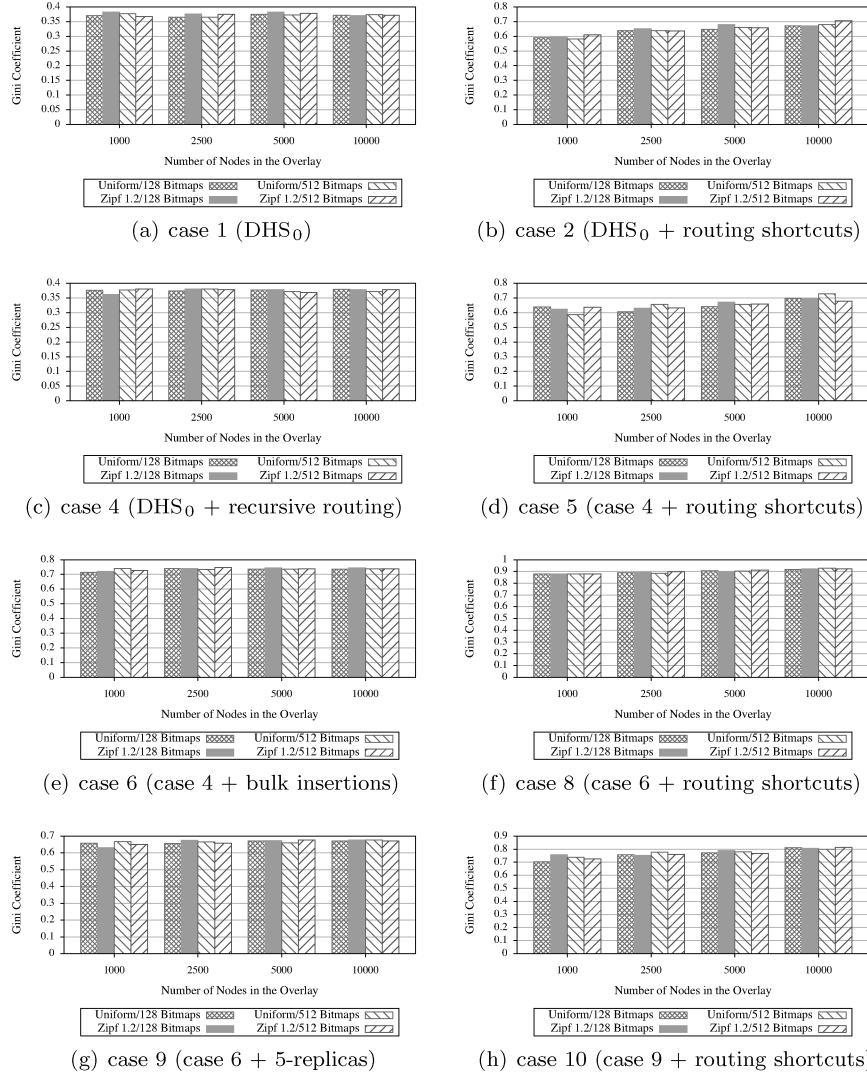 0.4
0.35
0.3
0.25
0.2
0.15
0.1
0.05
0
Gini Coefficient
1000 2500 5000 10000
Number of Nodes in the Overlay
Uniform/128 Bitmaps Uniform/512 Bitmaps
Zipf 1.2/128 Bitmaps Zipf 1.2/512 Bitmaps
(a) case 1 (DHS₀)
0.8
0.7
0.6
0.5
0.4
0.3
0.2
0.1
0
Gini Coefficient
1000 2500 5000 10000
Number of Nodes in the Overlay
Uniform/128 Bitmaps Uniform/512 Bitmaps
Zipf 1.2/128 Bitmaps Zipf 1.2/512 Bitmaps
(b) case 2 (DHS₀ + routing shortcuts)
0.4
0.35
0.3
0.25
0.2
0.15
0.1
0.05
0
Gini Coefficient
1000 2500 5000 10000
Number of Nodes in the Overlay
Uniform/128 Bitmaps Uniform/512 Bitmaps
Zipf 1.2/128 Bitmaps Zipf 1.2/512 Bitmaps
(c) case 4 (DHS₀ + recursive routing)
0.8
0.7
0.6
0.5
0.4
0.3
0.2
0.1
0
Gini Coefficient
1000 2500 5000 10000
Number of Nodes in the Overlay
Uniform/128 Bitmaps Uniform/512 Bitmaps
Zipf 1.2/128 Bitmaps Zipf 1.2/512 Bitmaps
(d) case 5 (case 4 + routing shortcuts)
0.8
0.7
0.6
0.5
0.4
0.3
0.2
0.1
0
Gini Coefficient
1000 2500 5000 10000
Number of Nodes in the Overlay
Uniform/128 Bitmaps Uniform/512 Bitmaps
Zipf 1.2/128 Bitmaps Zipf 1.2/512 Bitmaps
(e) case 6 (case 4 + bulk insertions)
1
0.9
0.8
0.7
0.6
0.5
0.4
0.3
0.2
0.1
0
Gini Coefficient
1000 2500 5000 10000
Number of Nodes in the Overlay
Uniform/128 Bitmaps Uniform/512 Bitmaps
Zipf 1.2/128 Bitmaps Zipf 1.2/512 Bitmaps
(f) case 8 (case 6 + routing shortcuts)
0.7
0.6
0.5
0.4
0.3
0.2
0.1
0
Gini Coefficient
1000 2500 5000 10000
Number of Nodes in the Overlay
Uniform/128 Bitmaps Uniform/512 Bitmaps
Zipf 1.2/128 Bitmaps Zipf 1.2/512 Bitmaps
(g) case 9 (case 6 + 5-replicas)
0.9
0.8
0.7
0.6
0.5
0.4
0.3
0.2
0.1
0
Gini Coefficient
1000 2500 5000 10000
Number of Nodes in the Overlay
Uniform/128 Bitmaps Uniform/512 Bitmaps
Zipf 1.2/128 Bitmaps Zipf 1.2/512 Bitmaps
(h) case 10 (case 9 + routing shortcuts)